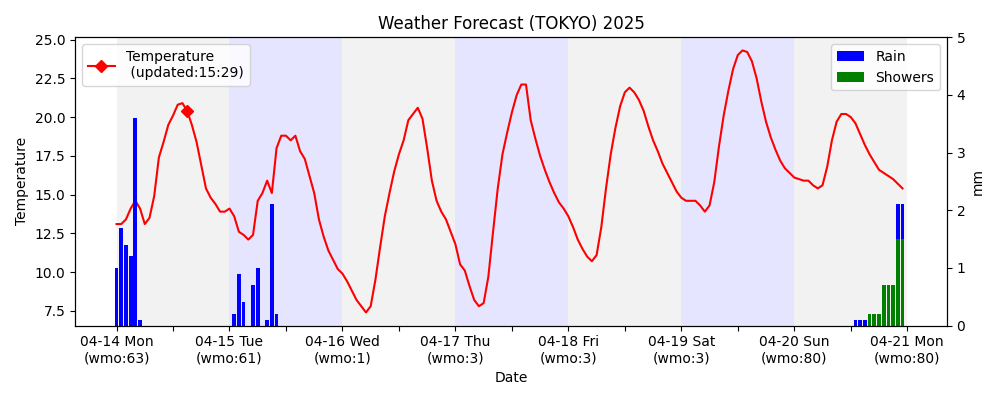 Weather Forecast (TOKYO) 2025
Temperature
(updated:15:29)
Rain
Showers
25.0
22.5
20.0
17.5
15.0
12.5
10.0
7.5
Temperature
5
4
3
2
1
0
mm
04-14 Mon
(wmo:63)
04-15 Tue
(wmo:61)
04-16 Wed
(wmo:1)
04-17 Thu
(wmo:3)
04-18 Fri
(wmo:3)
04-19 Sat
(wmo:3)
04-20 Sun
(wmo:80)
04-21 Mon
(wmo:80)
Date